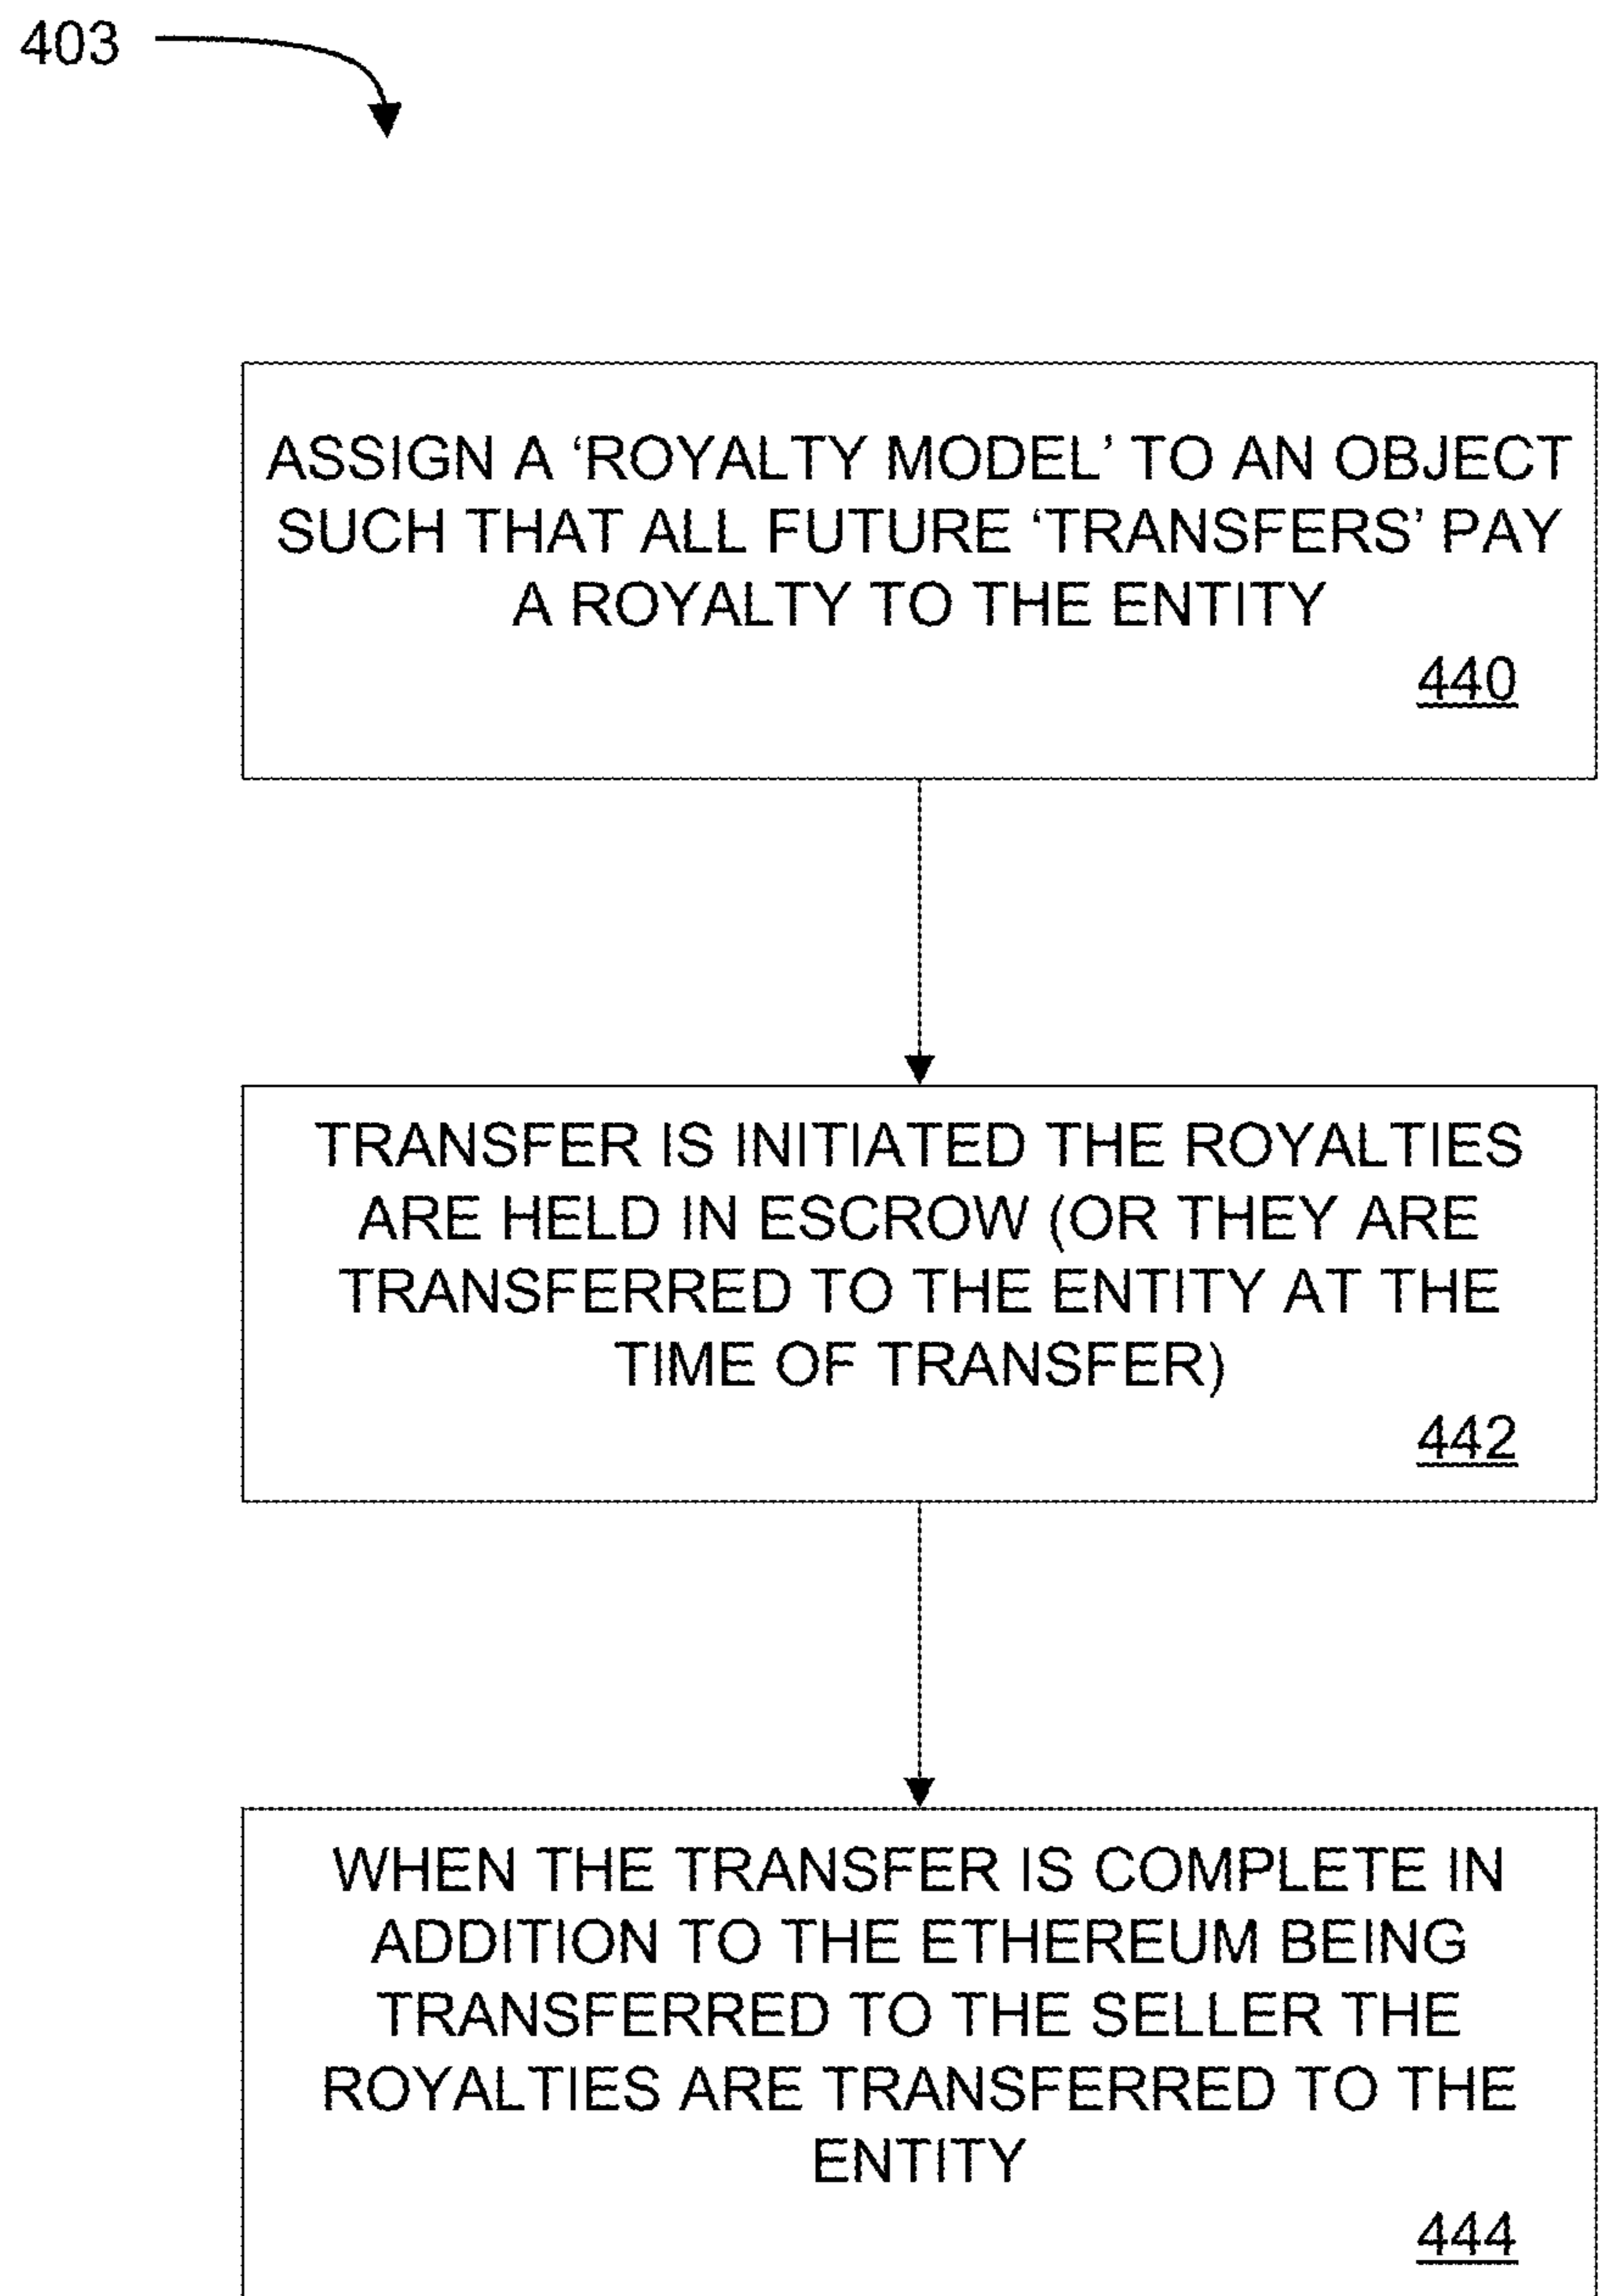 403
ASSIGN A ‘ROYALTY MODEL’ TO AN OBJECT
SUCH THAT ALL FUTURE ‘TRANSFERS’ PAY
A ROYALTY TO THE ENTITY
440
TRANSFER IS INITIATED THE ROYALTIES
ARE HELD IN ESCROW (OR THEY ARE
TRANSFERRED TO THE ENTITY AT THE
TIME OF TRANSFER)
442
WHEN THE TRANSFER IS COMPLETE IN
ADDITION TO THE ETHEREUM BEING
TRANSFERRED TO THE SELLER THE
ROYALTIES ARE TRANSFERRED TO THE
ENTITY
444